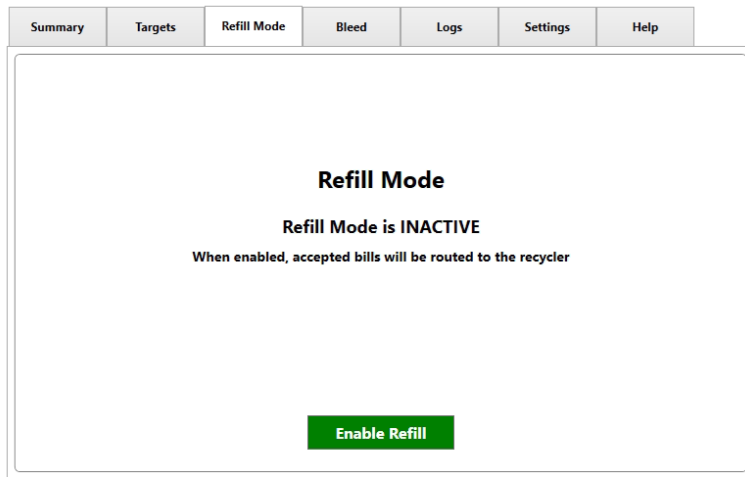 Summary Targets Refill Mode Bleed Logs Settings Help
Refill Mode
Refill Mode is INACTIVE
When enabled, accepted bills will be routed to the recycler
Enable Refill